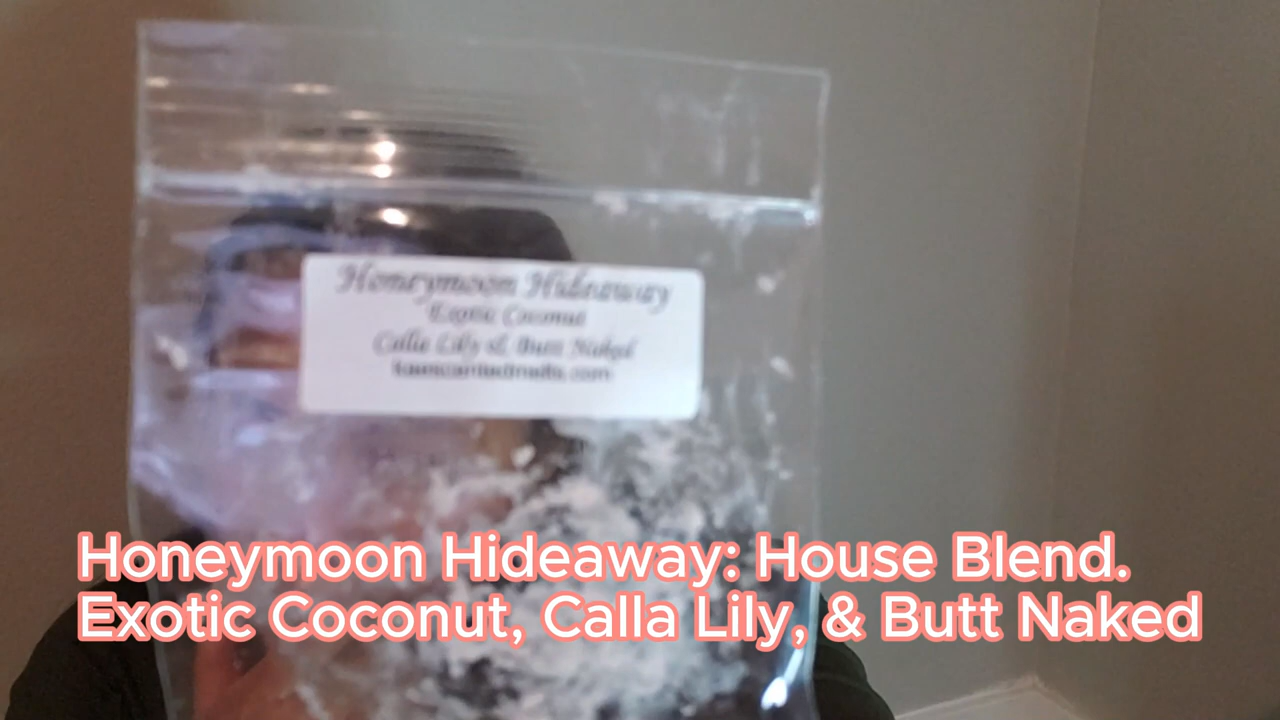 Honeymoon Hideaway
Exotic Coconut
Calla Lily & Butt Naked
Honeymoon Hideaway: House Blend.
Exotic Coconut, Calla Lily, & Butt Naked